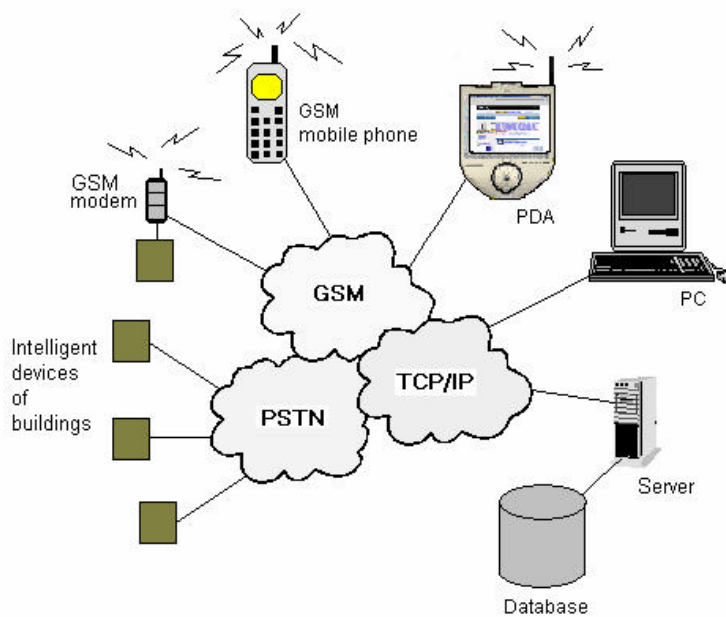 GSM
mobile phone
GSM
modem
PDA
PC
GSM
Intelligent
devices
of
buildings
TCP/IP
PSTN
Server
Database